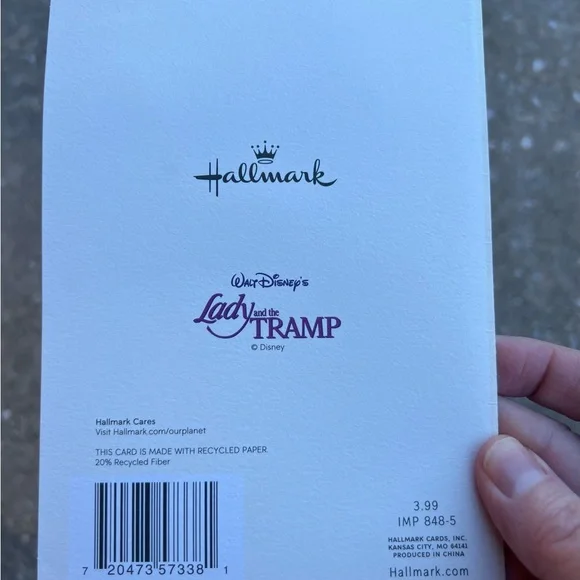 Hallmark
Walt Disney's
Lady and the
TRAMP
© Disney
Hallmark Cares
Visit Hallmark.com/ourplanet
THIS CARD IS MADE WITH RECYCLED PAPER.
20% Recycled Fiber
7 20473 57338 1
3.99
IMP 848-5
HALLMARK CARDS, INC.
KANSAS CITY, MO 64141
PRODUCED IN CHINA
Hallmark.com